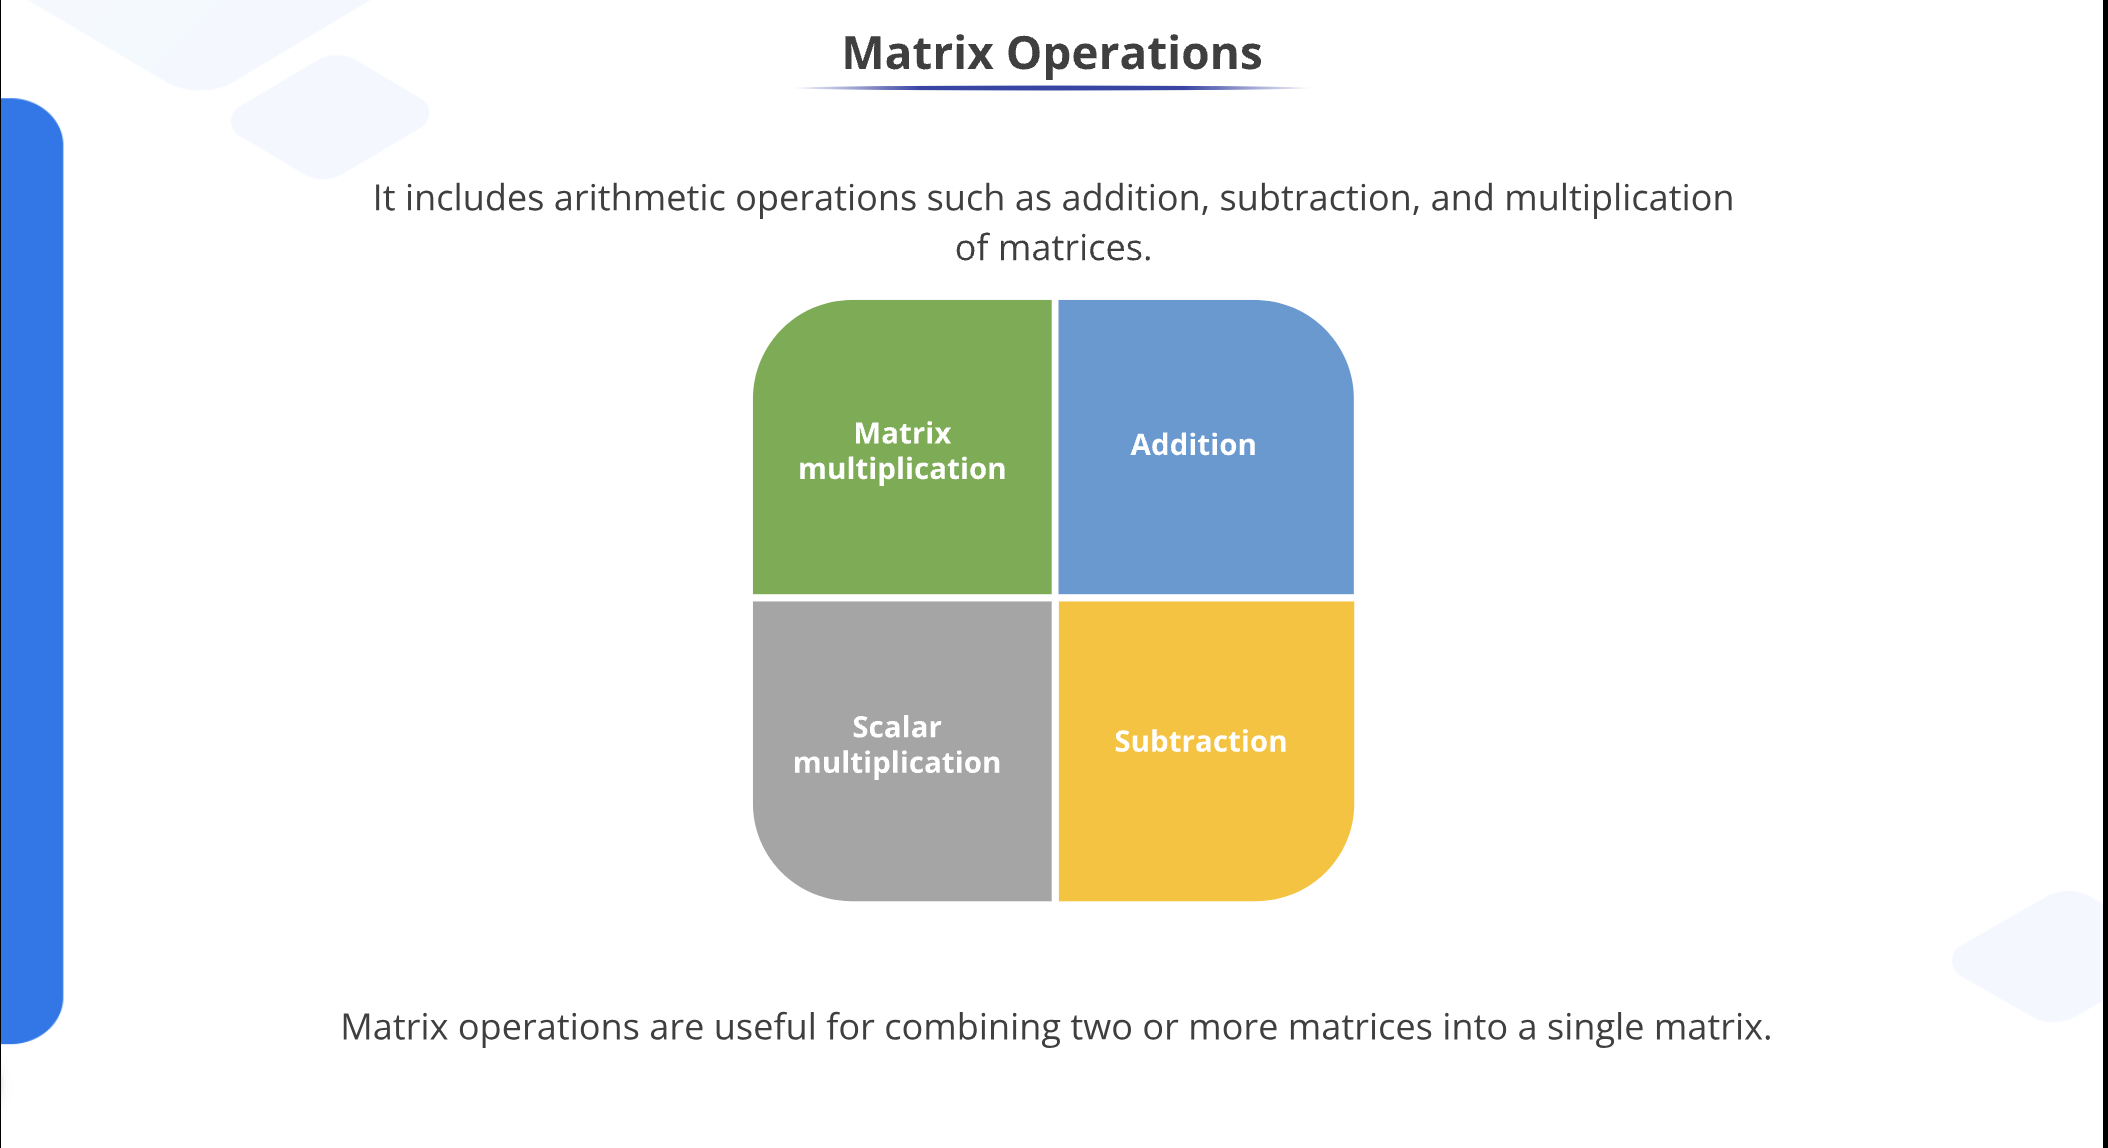 Matrix Operations
It includes arithmetic operations such as addition, subtraction, and multiplication
of matrices.
Matrix
multiplication
Addition
Scalar
multiplication
Subtraction
Matrix operations are useful for combining two or more matrices into a single matrix.